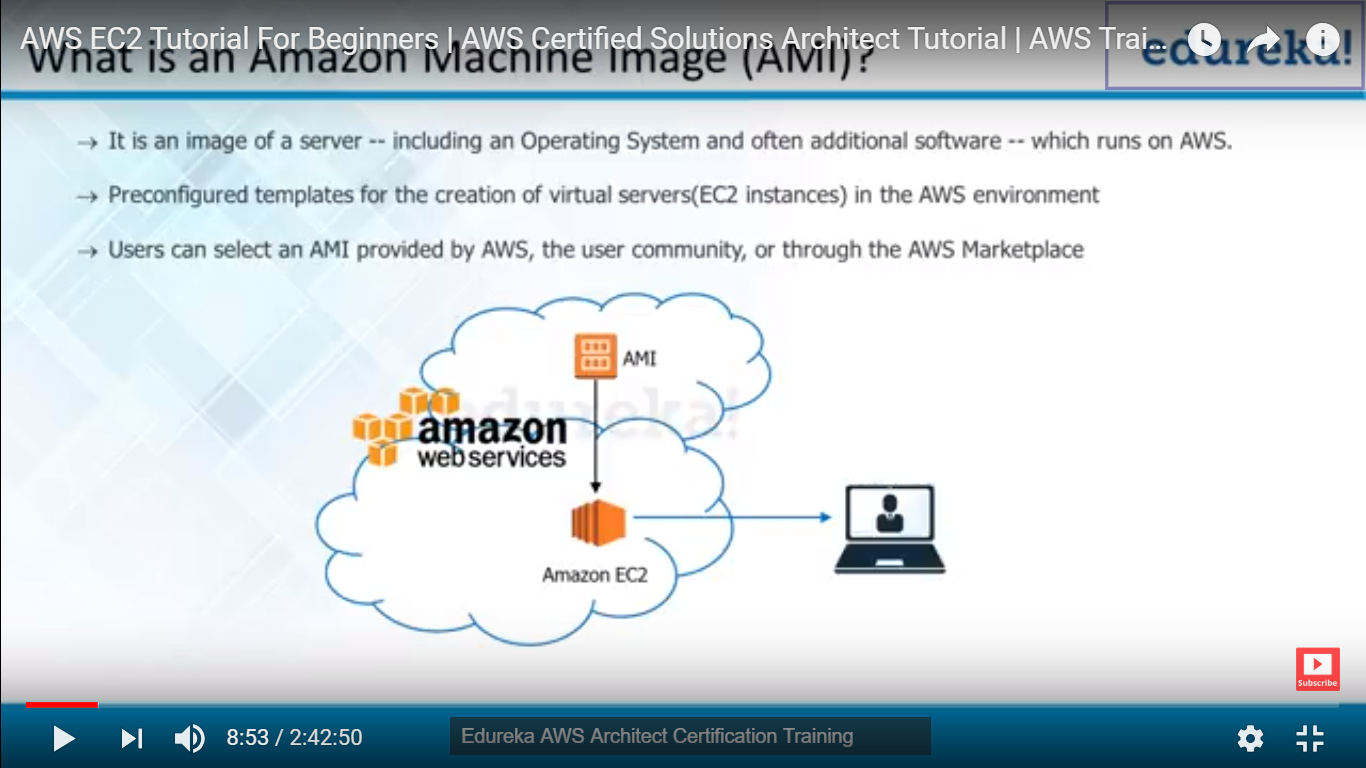 AWS EC2 Tutorial For Beginners | AWS Certified Solutions Architect Tutorial | AWS Trai...
What is an Amazon Machine Image (AMI)?
edureka!
→ It is an image of a server -- including an Operating System and often additional software -- which runs on AWS.
→ Preconfigured templates for the creation of virtual servers(EC2 instances) in the AWS environment
→ Users can select an AMI provided by AWS, the user community, or through the AWS Marketplace
AMI
edureka!
amazon
web services
Amazon EC2
Subscribe
8:53 / 2:42:50
Edureka AWS Architect Certification Training